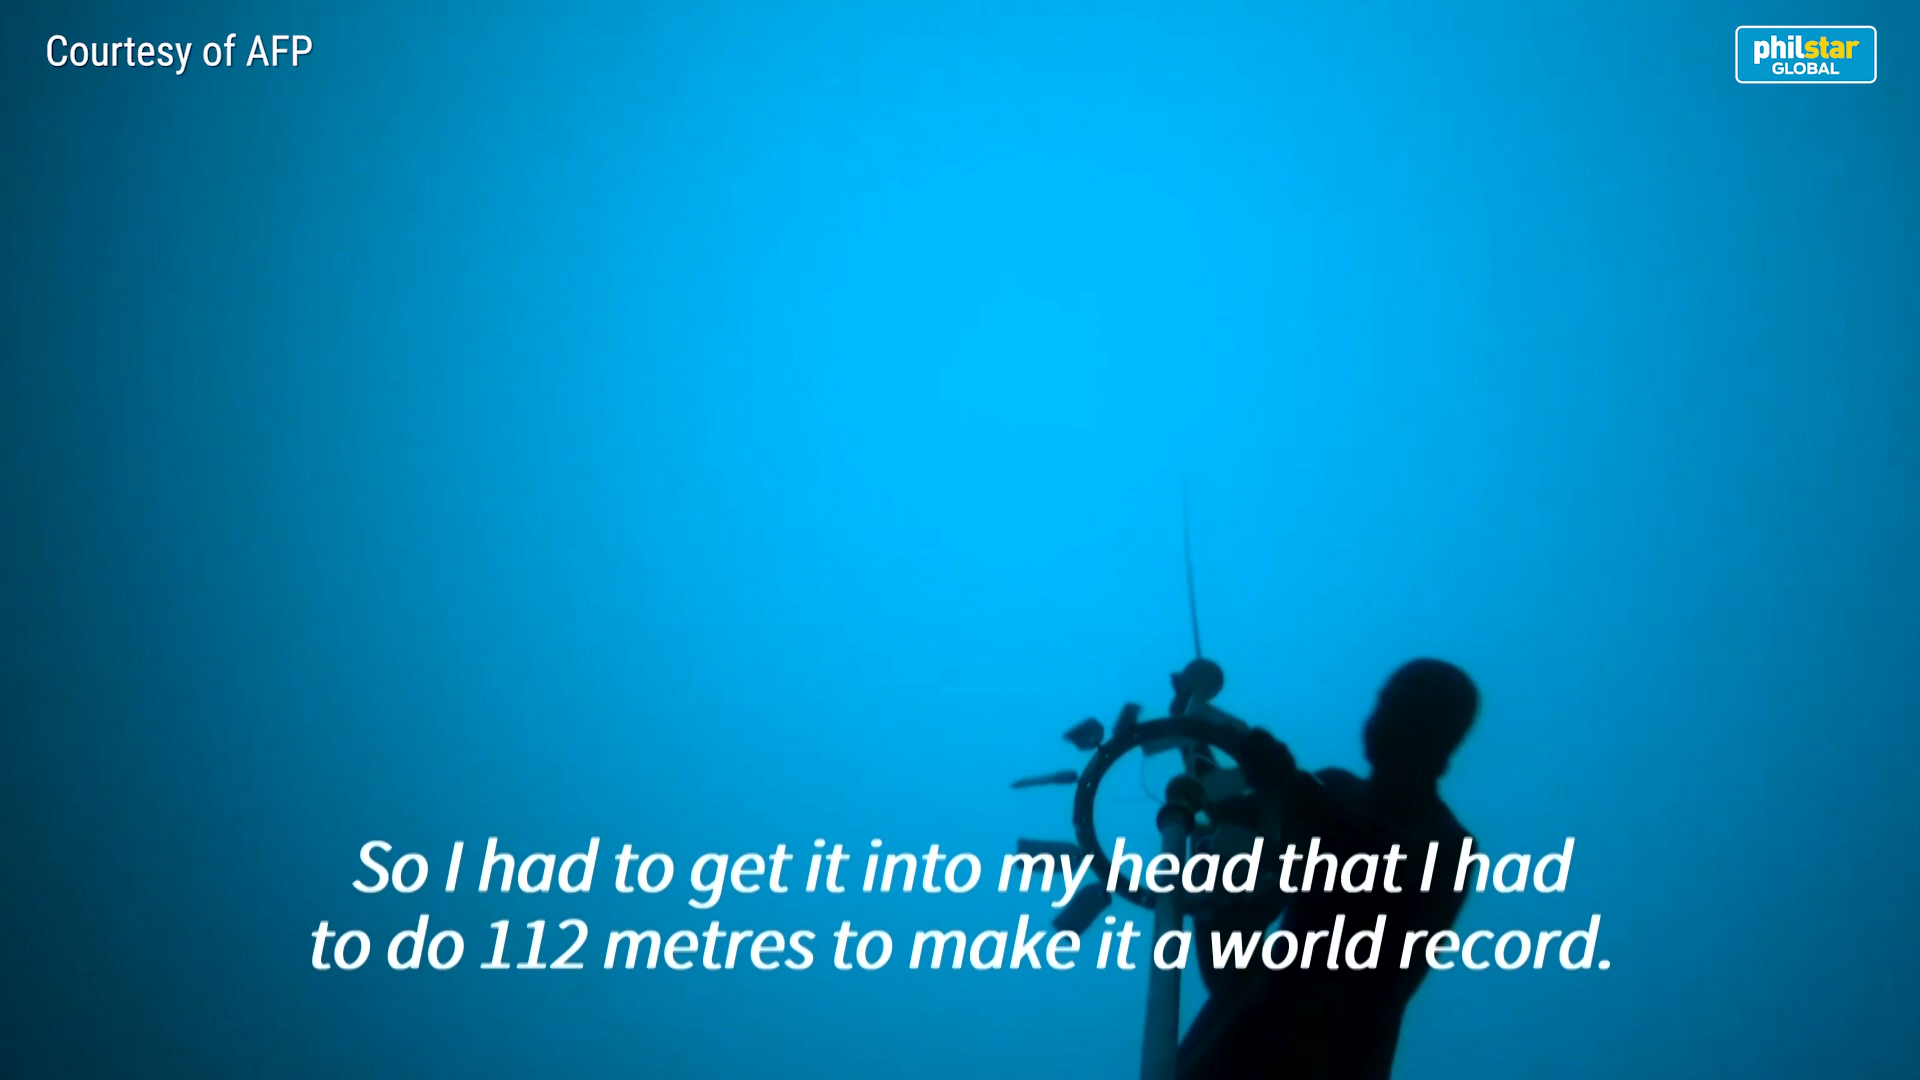 Courtesy of AFP
philstar
GLOBAL
So I had to get it into my head that I had
to do 112 metres to make it a world record.